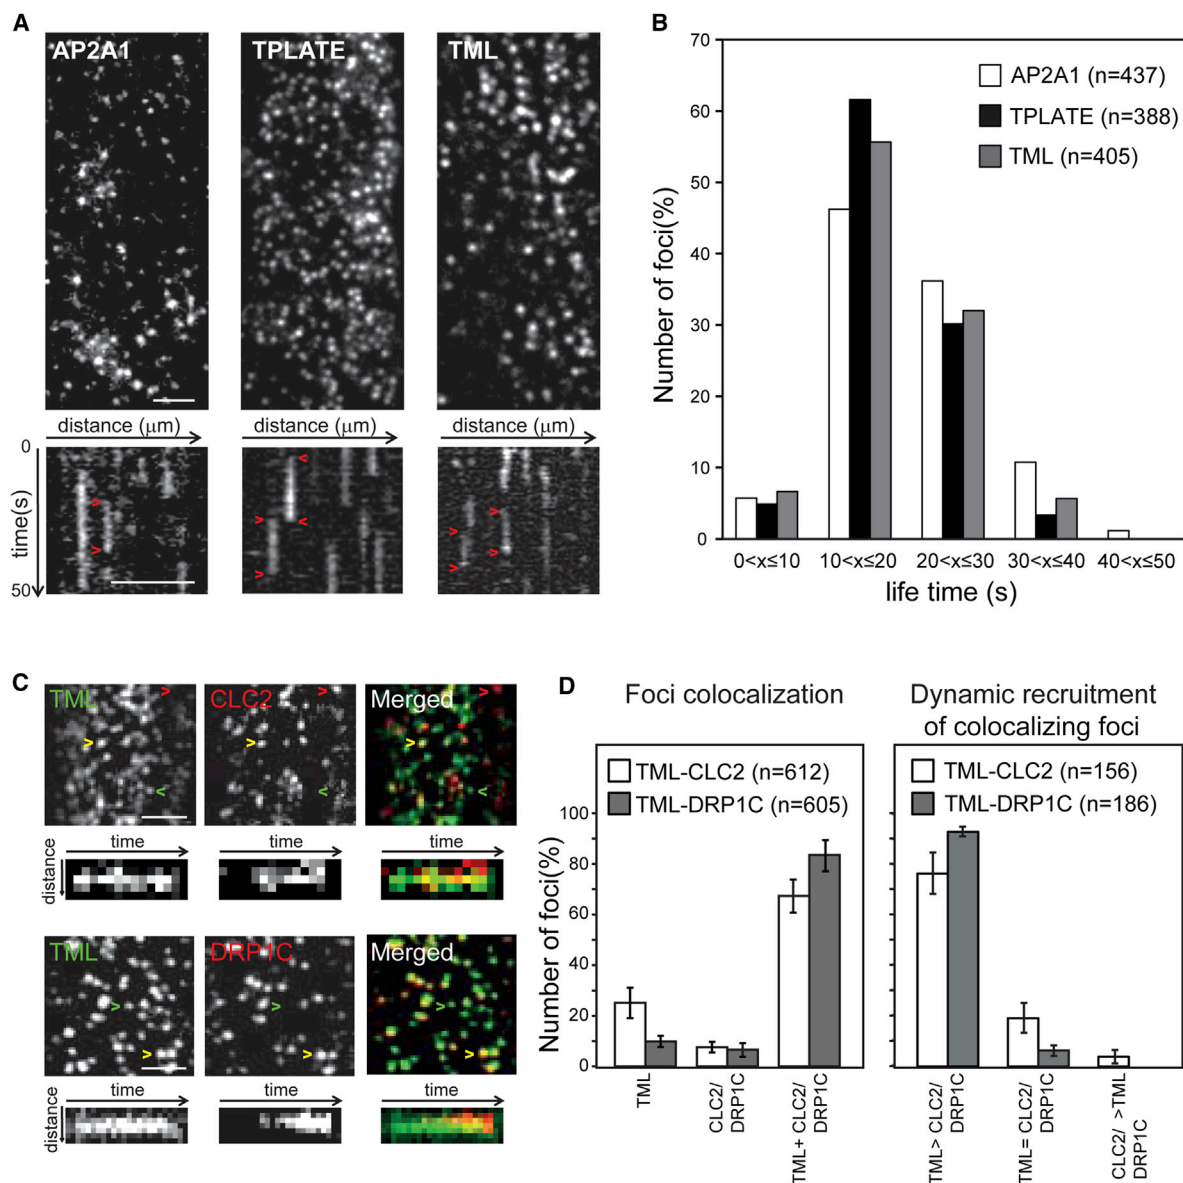 A
AP2A1
TPLATE
TML
distance (μm)
distance (μm)
distance (μm)
0
time(s)
50
B
70
60
50
40
30
20
10
0
Number of foci(%)
AP2A1 (n=437)
TPLATE (n=388)
TML (n=405)
0<x≤10
10<x≤20
20<x≤30
30<x≤40
40<x≤50
life time (s)
C
TML
CLC2
Merged
time
time
time
distance
TML
DRP1C
Merged
time
time
time
distance
D
Foci colocalization
TML-CLC2 (n=612)
TML-DRP1C (n=605)
100
80
60
40
20
0
Number of foci(%)
TML
CLC2/
DRP1C
TML+ CLC2/
DRP1C
Dynamic recruitment
of colocalizing foci
TML-CLC2 (n=156)
TML-DRP1C (n=186)
TML> CLC2/
DRP1C
TML= CLC2/
DRP1C
CLC2/ >TML
DRP1C